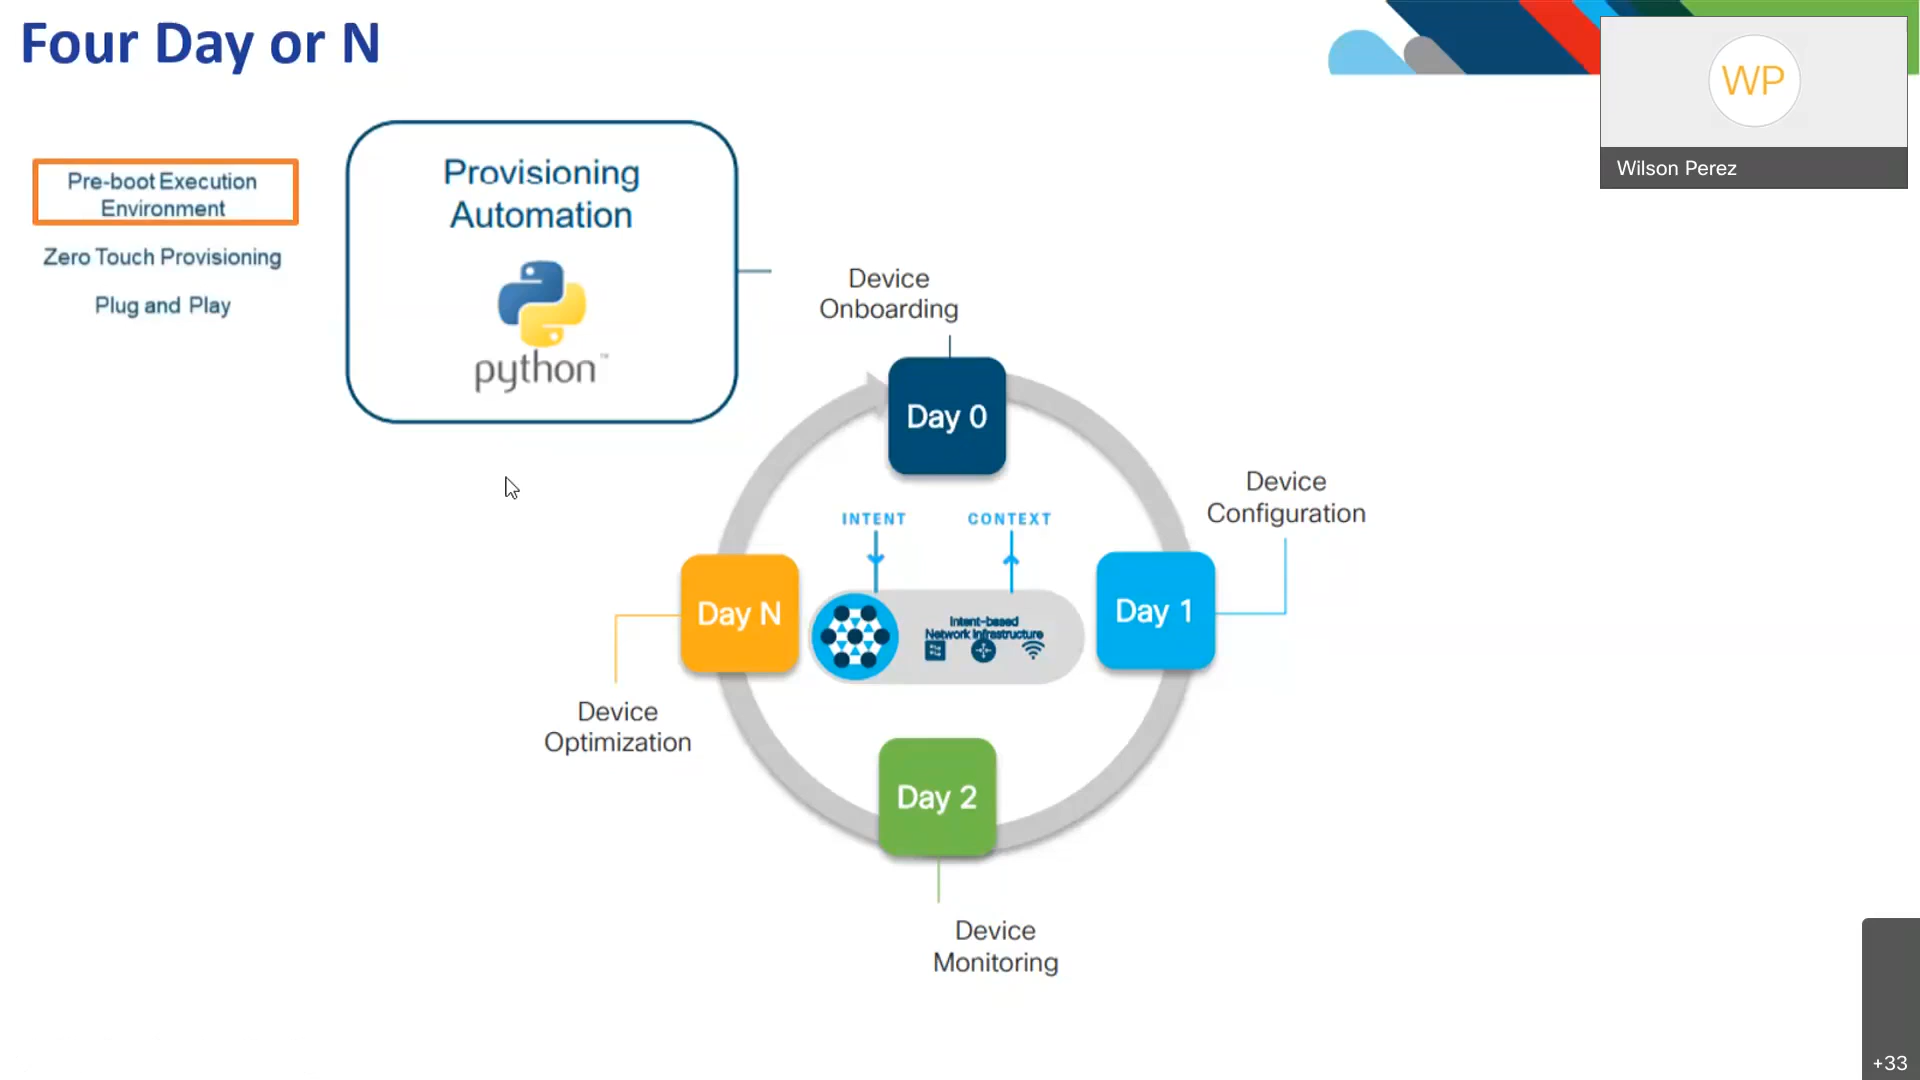 Four Day or N
WP
Wilson Perez
Pre-boot Execution
Environment
Zero Touch Provisioning
Plug and Play
Provisioning
Automation
python™
Device
Onboarding
Day 0
Device
Configuration
INTENT
CONTEXT
Day N
Intent-based
Network Infrastructure
Day 1
Device
Optimization
Day 2
Device
Monitoring
+33